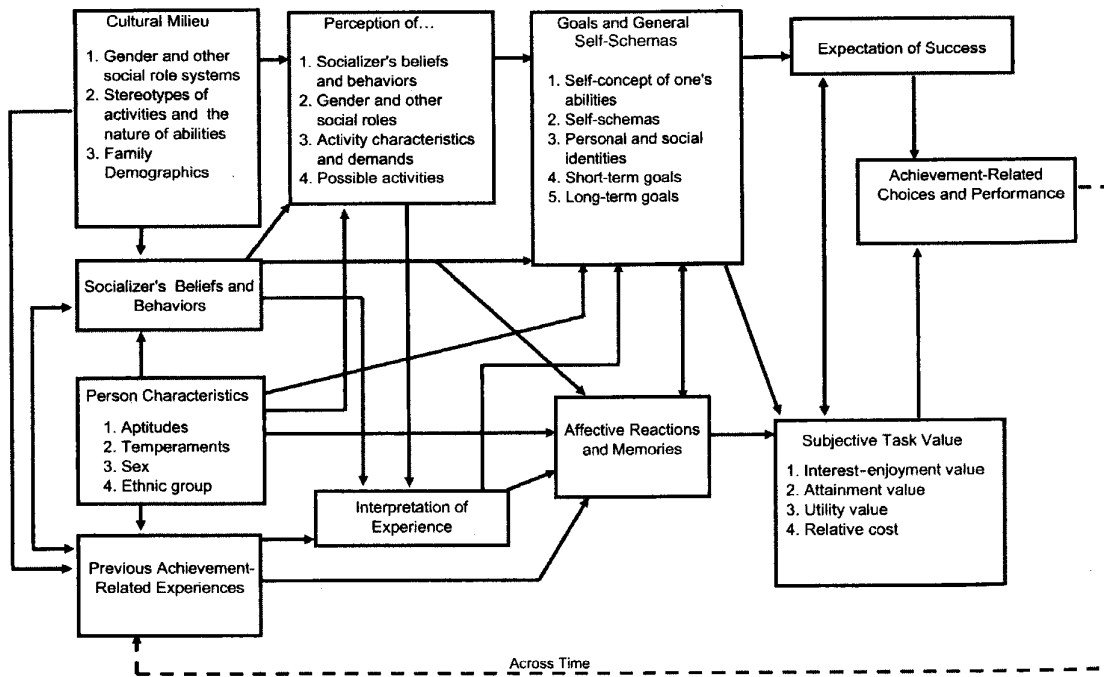 Cultural Milieu
1. Gender and other
social role systems
2. Stereotypes of
activities and the
nature of abilities
3. Family
Demographics
Perception of...
1. Socializer's beliefs
and behaviors
2. Gender and other
social roles
3. Activity characteristics
and demands
4. Possible activities
Goals and General
Self-Schemas
1. Self-concept of one's
abilities
2. Self-schemas
3. Personal and social
identities
4. Short-term goals
5. Long-term goals
Expectation of Success
Achievement-Related
Choices and Performance
Socializer's Beliefs and
Behaviors
Person Characteristics
1. Aptitudes
2. Temperaments
3. Sex
4. Ethnic group
Affective Reactions
and Memories
Subjective Task Value
1. Interest-enjoyment value
2. Attainment value
3. Utility value
4. Relative cost
Interpretation of
Experience
Previous Achievement-
Related Experiences
Across Time